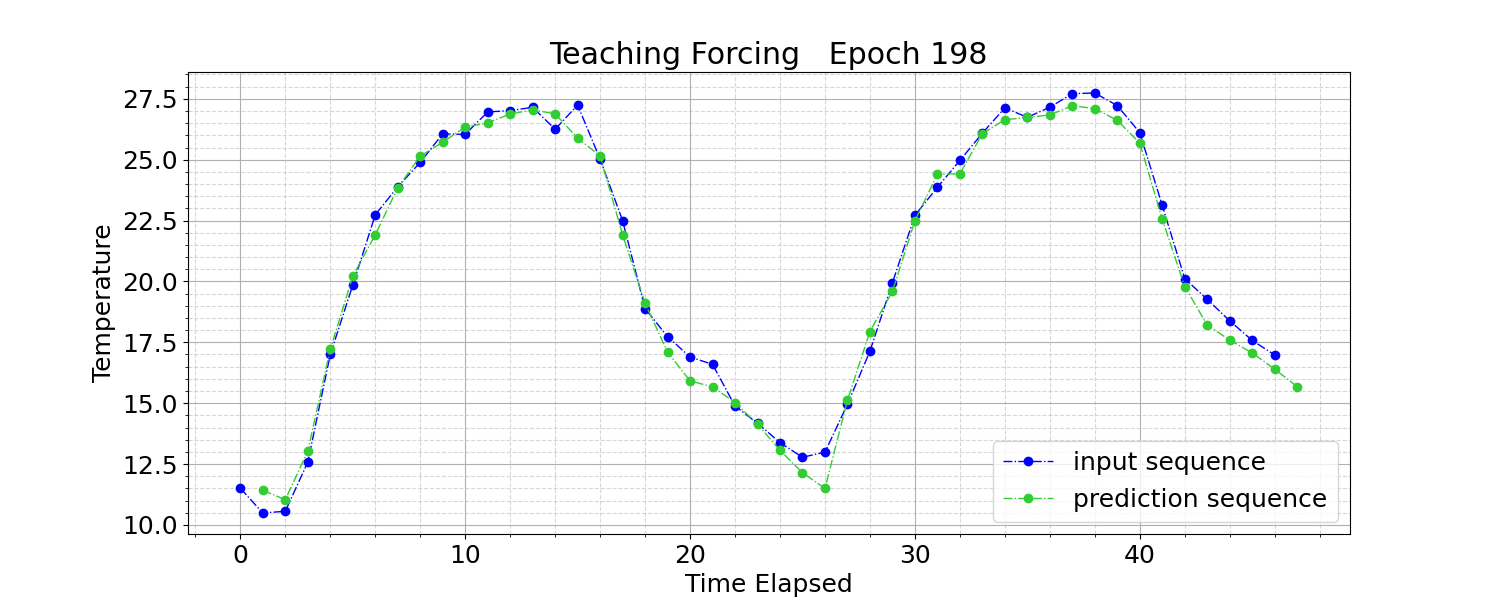 Teaching Forcing   Epoch 198
27.5
25.0
22.5
20.0
17.5
15.0
12.5
10.0
Temperature
input sequence
prediction sequence
0 10 20 30 40
Time Elapsed